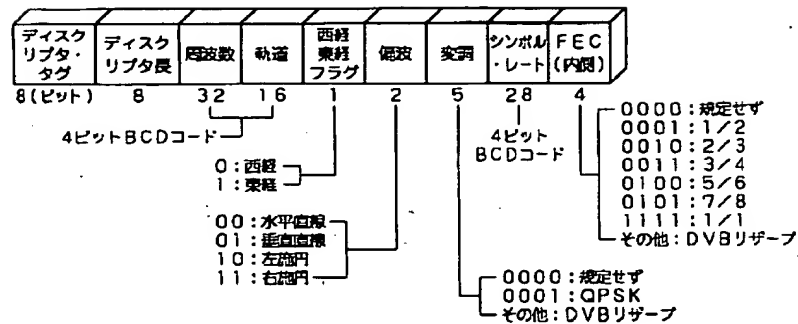 ディスク
リプタ・
タグ
ディスク
リプタ長
周波数
軌道
西経
東経
フラグ
偏波
変調
シンボル
・レート
FEC
(内側)
8(ビット)
8
32
16
1
2
5
28
4
4ビットBCDコード
4ビット
BCDコード
0:西経
1:東経
00:水平直線
01:垂直直線
10:左施円
11:右施円
0000:規定せず
0001:QPSK
その他:DVBリザーブ
0000:規定せず
0001:1/2
0010:2/3
0011:3/4
0100:5/6
0101:7/8
1111:1/1
その他:DVBリザーブ